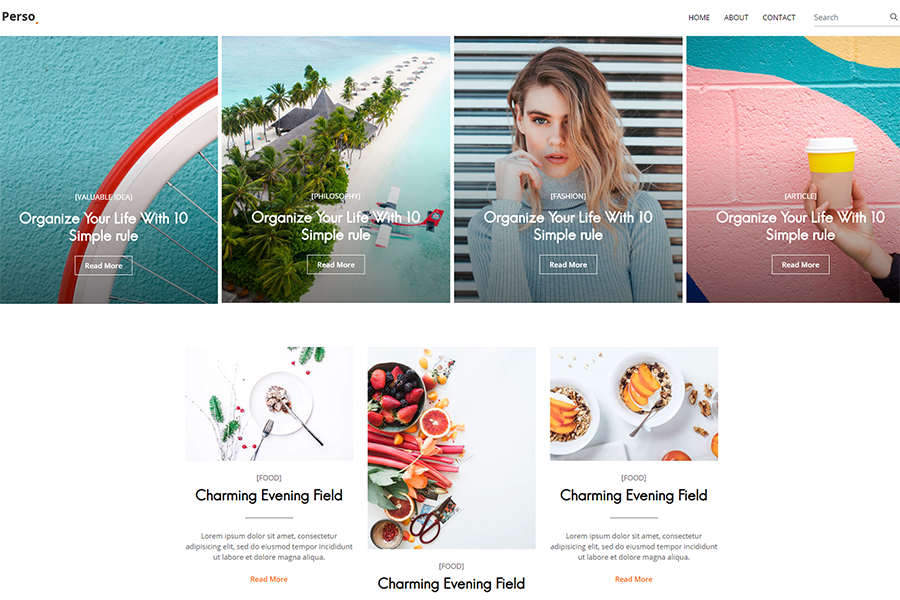 Perso.
HOME ABOUT CONTACT Search
[VALUABLE IDEA]
Organize Your Life With 10
Simple rule
Read More
[PHILOSOPHY]
Organize Your Life With 10
Simple rule
Read More
[FASHION]
Organize Your Life With 10
Simple rule
Read More
[ARTICLE]
Organize Your Life With 10
Simple rule
Read More
[FOOD]
Charming Evening Field
Lorem ipsum dolor sit amet, consectetur
adipisicing elit, sed do eiusmod tempor incididunt
ut labore et dolore magna aliqua.
Read More
[FOOD]
Charming Evening Field
[FOOD]
Charming Evening Field
Lorem ipsum dolor sit amet, consectetur
adipisicing elit, sed do eiusmod tempor incididunt
ut labore et dolore magna aliqua.
Read More